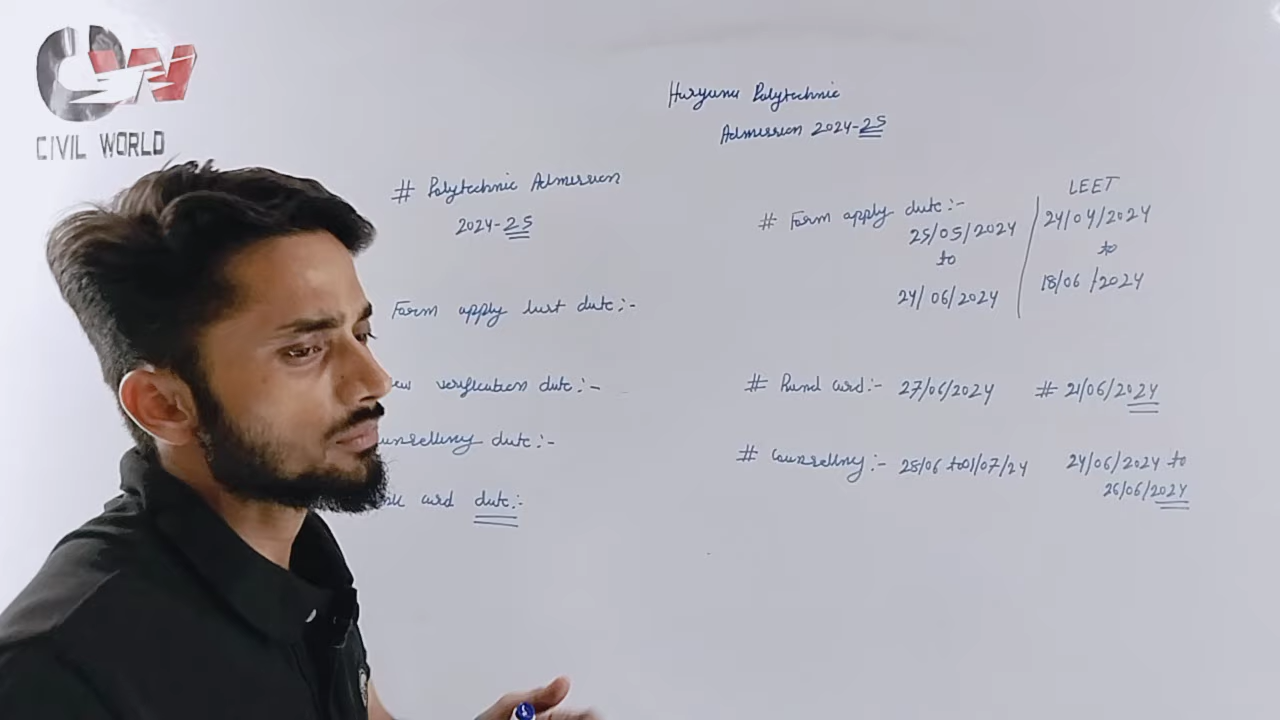 CW
CIVIL WORLD
Haryana Polytechnic
Admission 2024-25
# Polytechnic Admission
2024-25
Form apply last date:-
verification date:-
date:-
card date:-
# Form apply date:-
25/05/2024
to
24/06/2024
LEET
24/04/2024
to
18/06/2024
# card:- 27/06/2024 # 21/06/2024
# Counselling:- 28/06 to 01/07/24 24/06/2024 to
26/06/2024